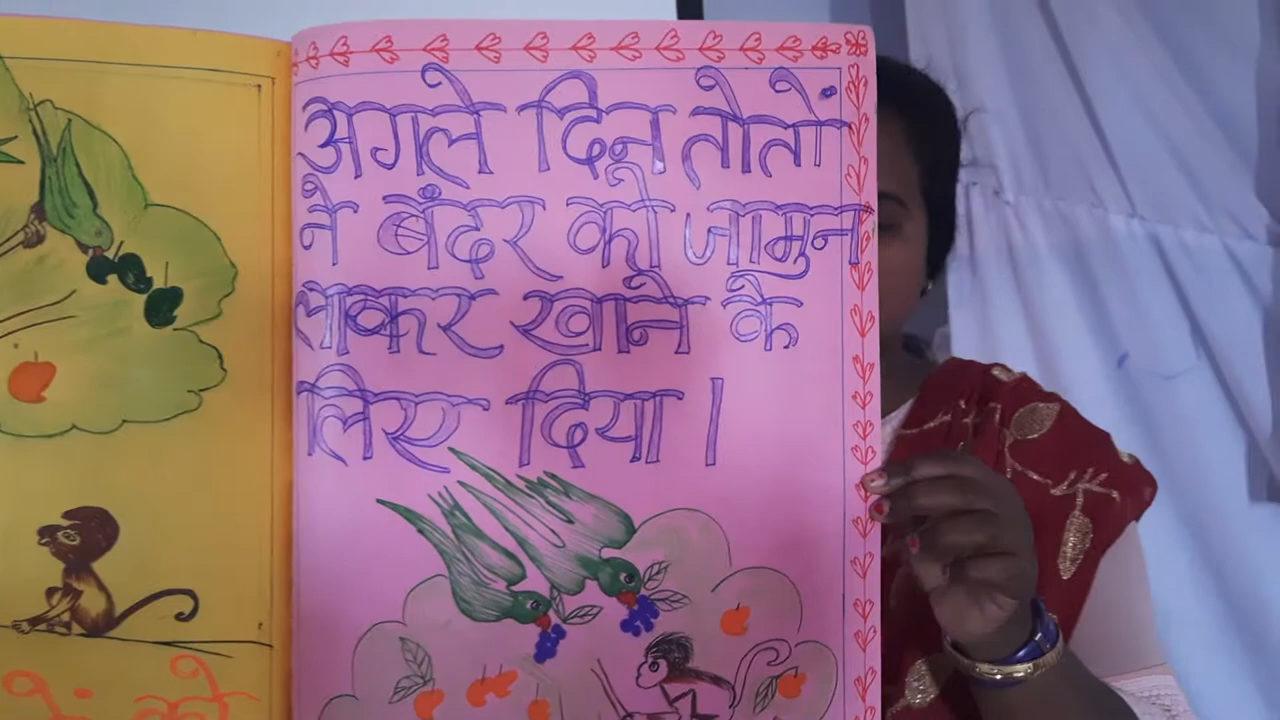 अगले दिन तोतों
ने बँदर को जामुन
लाकर खाने के
लिए दिया।